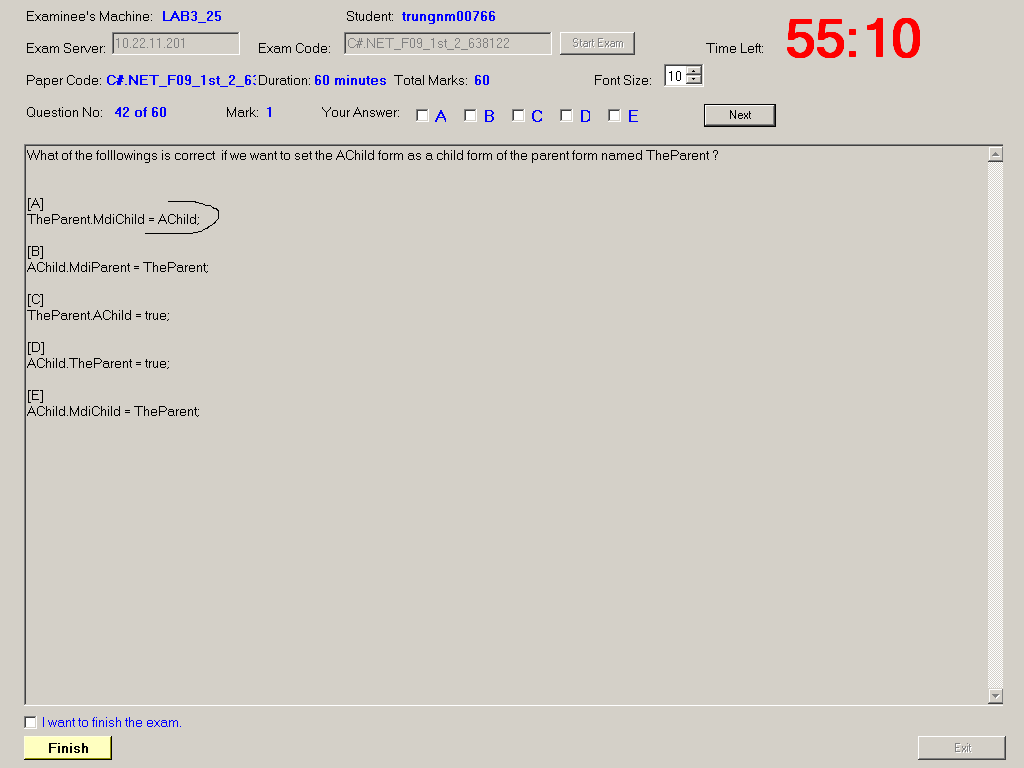 Examinee's Machine: LAB3_25 Student: trungnm00766
Exam Server: 10.22.11.201 Exam Code: C#.NET_F09_1st_2_638122 Start Exam Time Left: 55:10
Paper Code: C#.NET_F09_1st_2_6 Duration: 60 minutes Total Marks: 60 Font Size: 10
Question No: 42 of 60 Mark: 1 Your Answer: A B C D E Next
What of the folllowings is correct if we want to set the AChild form as a child form of the parent form named TheParent ?
[A]
TheParent.MdiChild = AChild;
[B]
AChild.MdiParent = TheParent;
[C]
TheParent.AChild = true;
[D]
AChild.TheParent = true;
[E]
AChild.MdiChild = TheParent;
I want to finish the exam.
Finish Exit